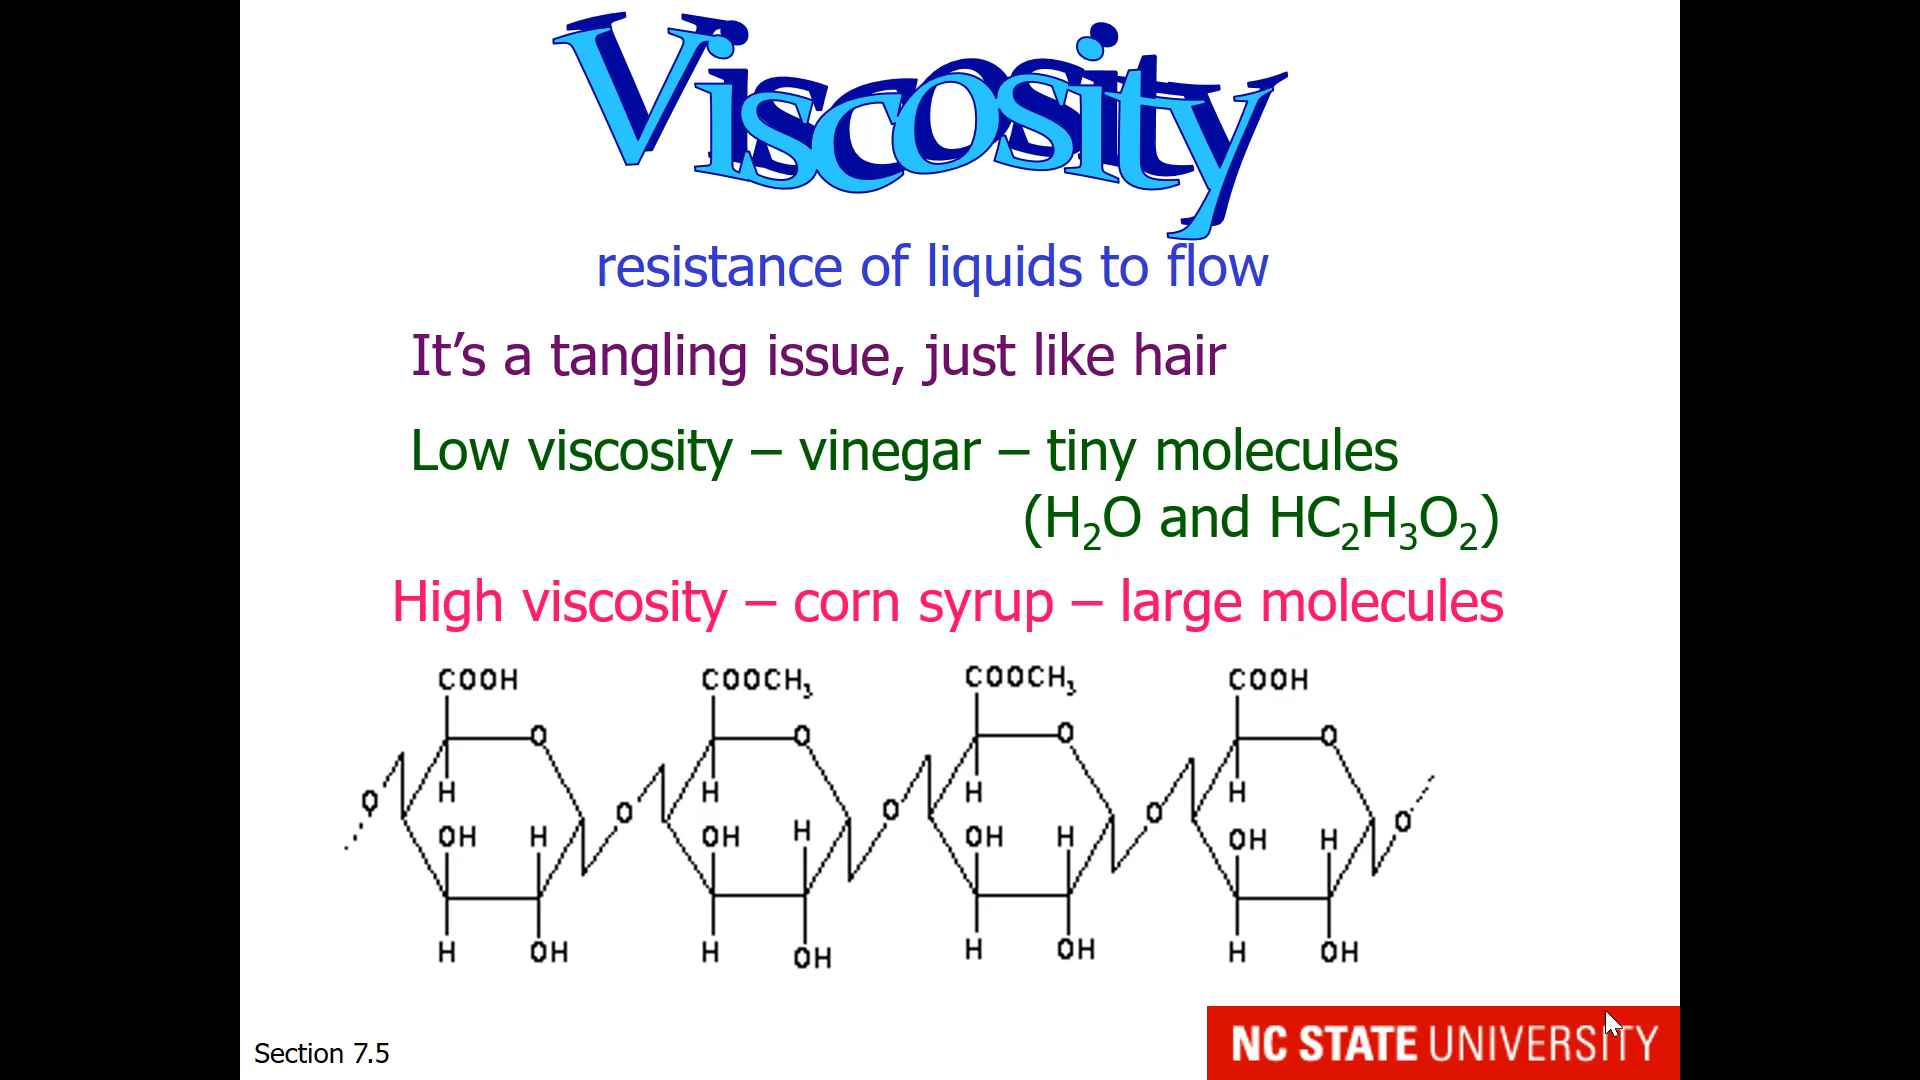 Viscosity
resistance of liquids to flow
It’s a tangling issue, just like hair
Low viscosity – vinegar – tiny molecules
(H₂O and HC₂H₃O₂)
High viscosity – corn syrup – large molecules
COOH COOCH₃ COOCH₃ COOH
O O O O
H H H H
O O O O O
OH H OH H OH H OH H
H OH H OH H OH H OH
Section 7.5
NC STATE UNIVERSITY